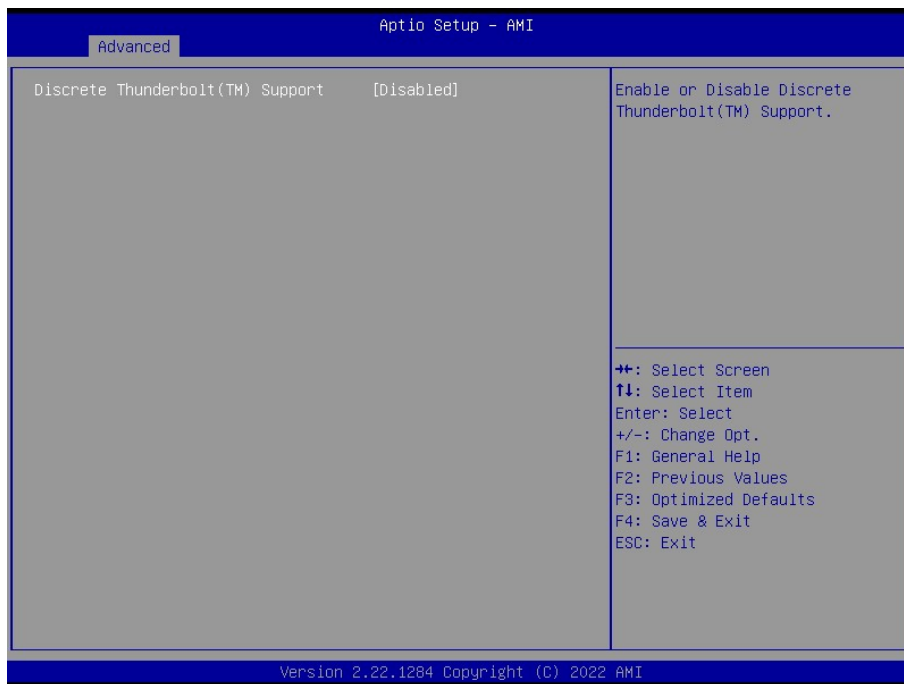 Aptio Setup - AMI
Advanced
Discrete Thunderbolt(TM) Support [Disabled]
Enable or Disable Discrete
Thunderbolt(TM) Support.
→←: Select Screen
↑↓: Select Item
Enter: Select
+/-: Change Opt.
F1: General Help
F2: Previous Values
F3: Optimized Defaults
F4: Save & Exit
ESC: Exit
Version 2.22.1284 Copyright (C) 2022 AMI